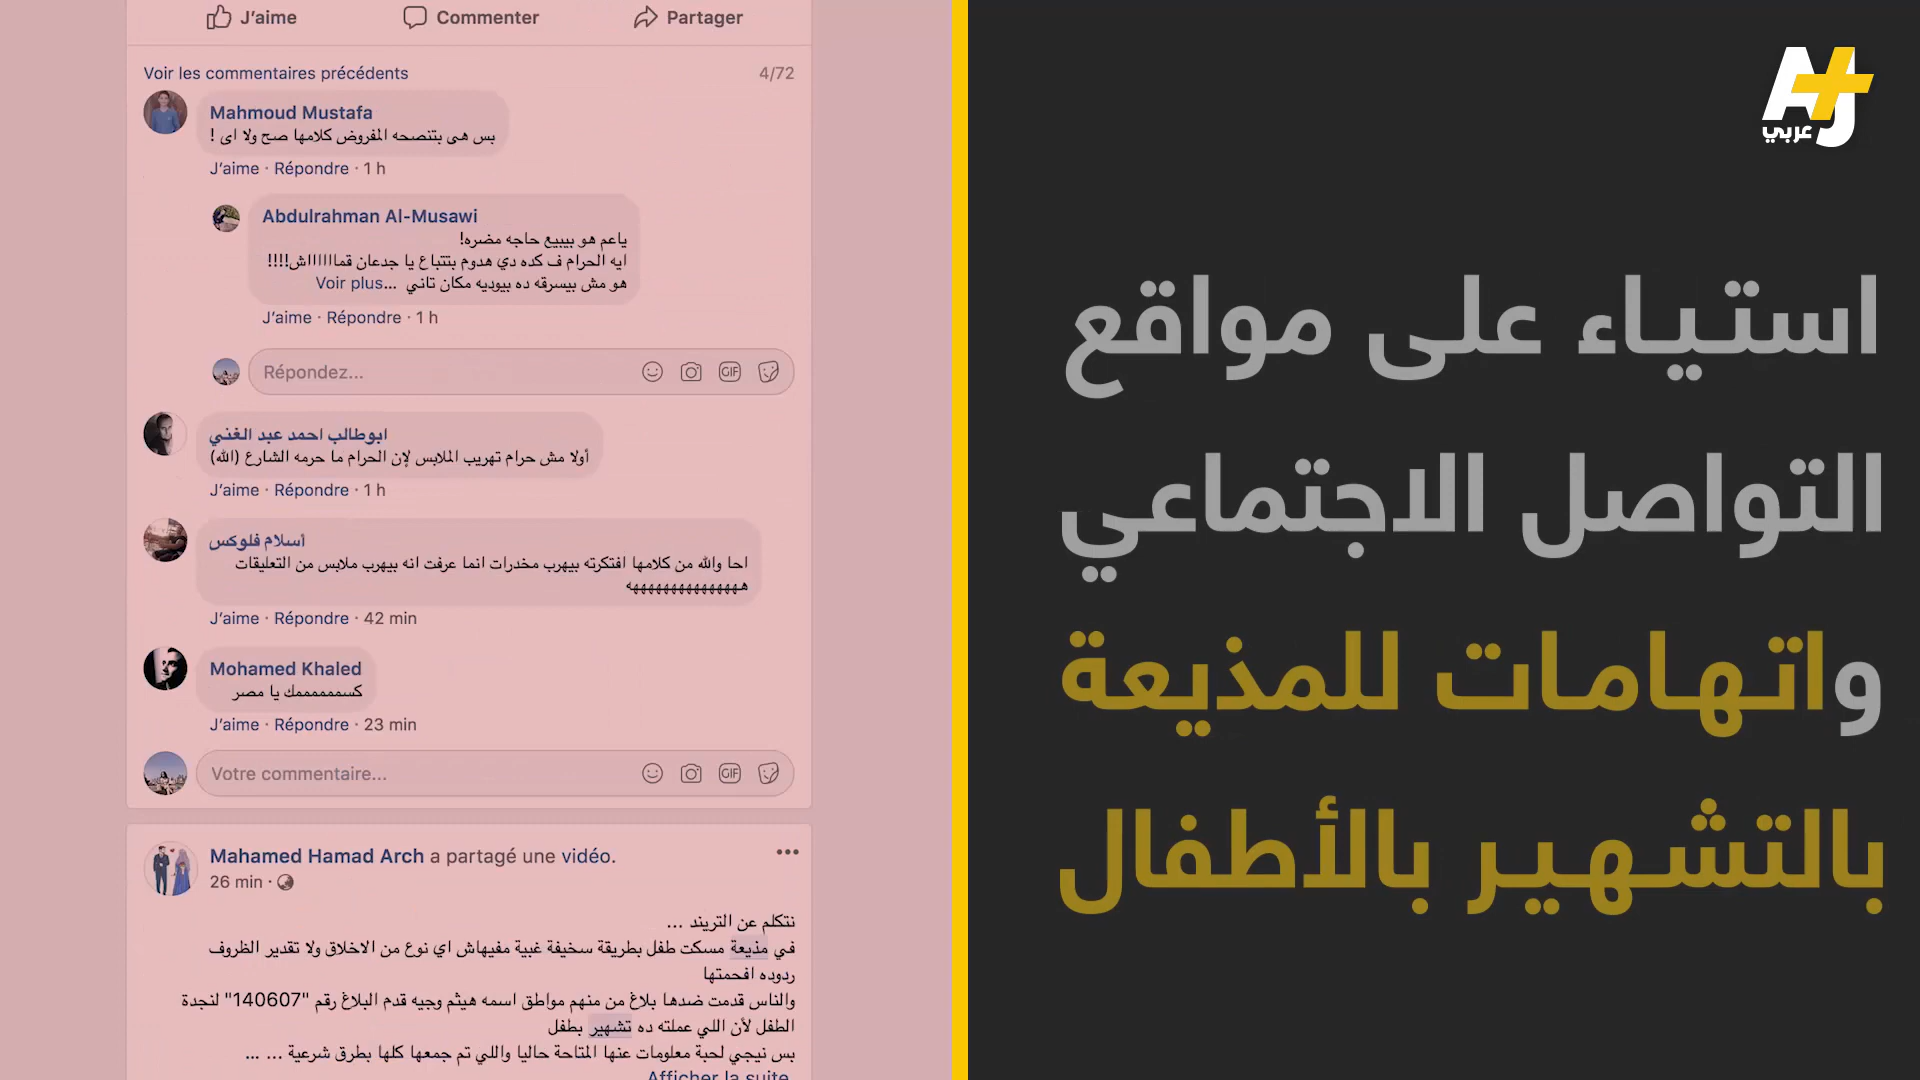 J'aime
Commenter
Partager
Voir les commentaires précédents
4/72
Mahmoud Mustafa
بس هى بتنصحه المفروض كلامها صح ولا اى !
J'aime · Répondre · 1 h
Abdulrahman Al-Musawi
ياعم هو بيبيع حاجه مضره!
ايه الحرام ف كده دي هدوم بتتباع يا جدعان قماااااااش!!!!
هو مش بيسرقه ده بيوديه مكان تاني ...Voir plus
J'aime · Répondre · 1 h
Répondez...
GIF
ابوطالب احمد عبد الغني
أولا مش حرام تهريب الملابس لإن الحرام ما حرمه الشارع (الله)
J'aime · Répondre · 1 h
أسلام فلوكس
احا والله من كلامها افتكرته بيهرب مخدرات انما عرفت انه بيهرب ملابس من التعليقات
هههههههههههههههه
J'aime · Répondre · 42 min
Mohamed Khaled
كسمممممممك يا مصر
J'aime · Répondre · 23 min
Votre commentaire...
GIF
Mahamed Hamad Arch a partagé une vidéo.
26 min
نتكلم عن التريند ...
في مذيعة مسكت طفل بطريقة سخيفة غبية مفيهاش اي نوع من الاخلاق ولا تقدير الظروف
ردوده افحمتها
والناس قدمت ضدها بلاغ من منهم مواطق اسمه هيثم وجيه قدم البلاغ رقم "140607" لنجدة
الطفل لأن اللي عملته ده تشهير بطفل
بس نيجي لحبة معلومات عنها المتاحة حاليا واللي تم جمعها كلها بطرق شرعية ... ...
Afficher la suite
AJ+
عربي
استياء على مواقع
التواصل الاجتماعي
واتهامات للمذيعة
بالتشهير بالأطفال